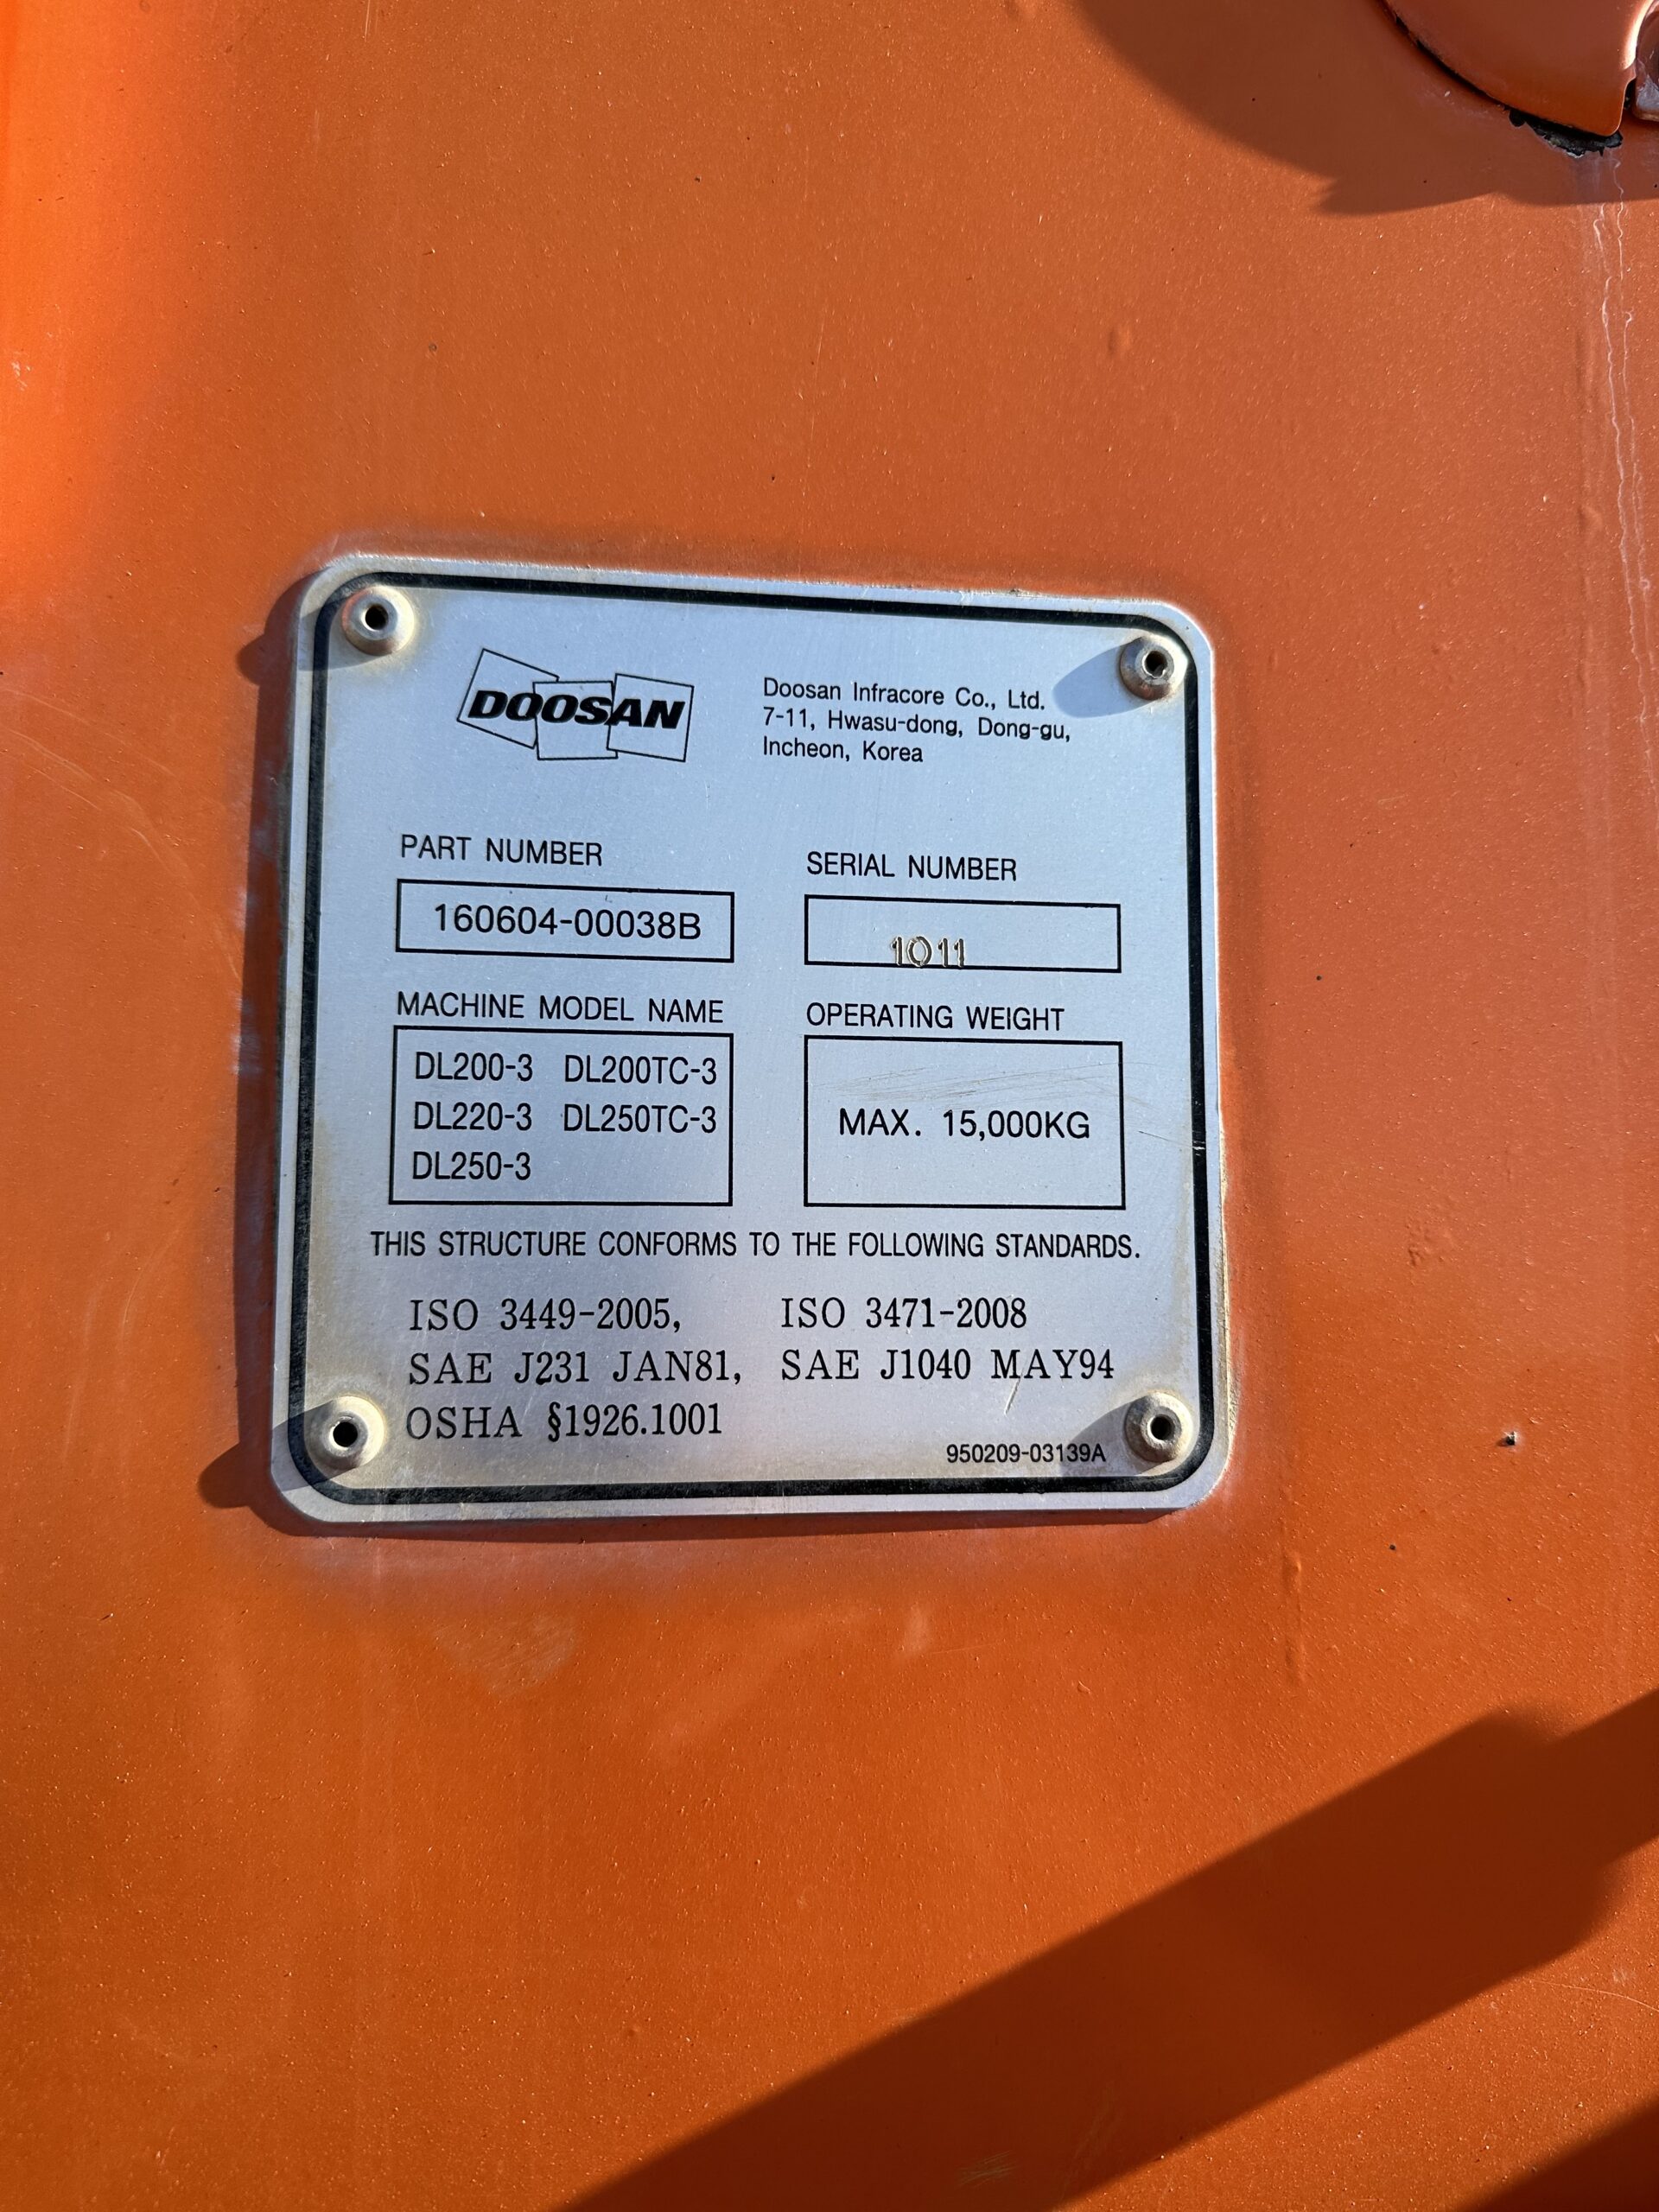 DOOSAN
Doosan Infracore Co., Ltd.
7-11, Hwasu-dong, Dong-gu,
Incheon, Korea
PART NUMBER
160604-00038B
SERIAL NUMBER
1011
MACHINE MODEL NAME
DL200-3 DL200TC-3
DL220-3 DL250TC-3
DL250-3
OPERATING WEIGHT
MAX. 15,000KG
THIS STRUCTURE CONFORMS TO THE FOLLOWING STANDARDS.
ISO 3449-2005, ISO 3471-2008
SAE J231 JAN81, SAE J1040 MAY94
OSHA §1926.1001
950209-03139A